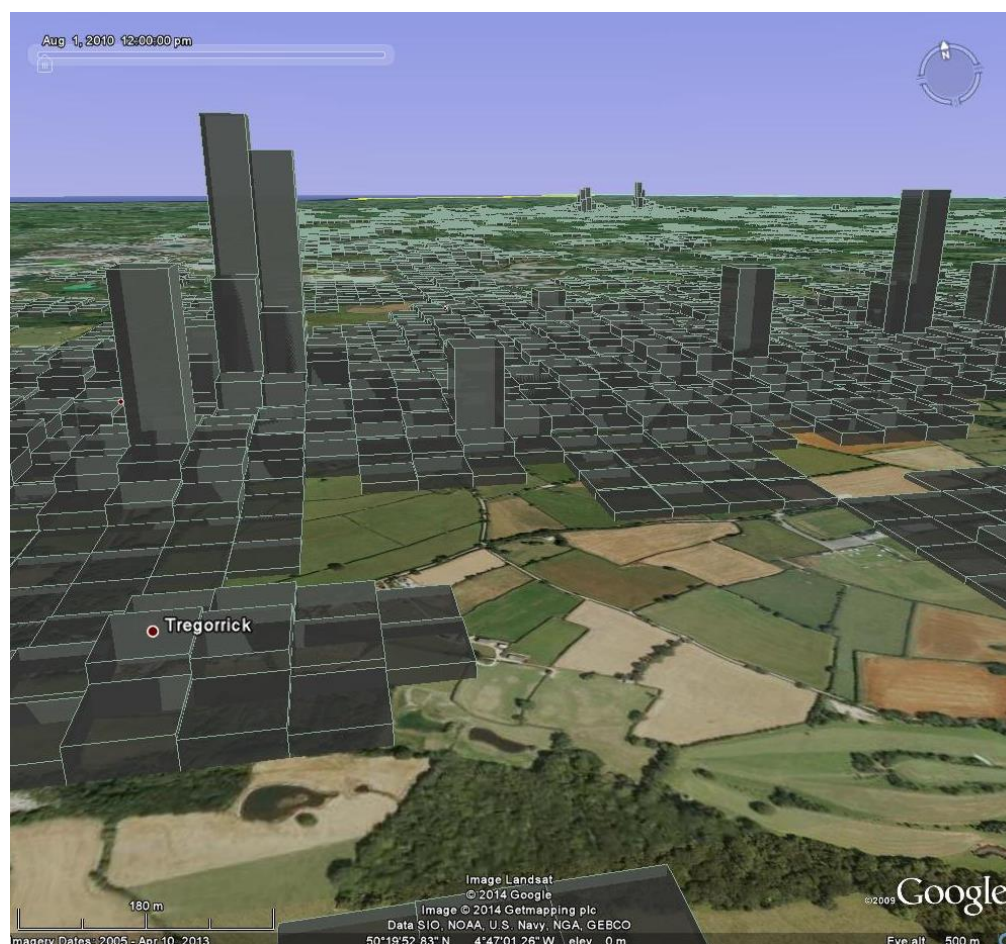 Aug 1, 2010 12:00:00 pm
N
Tregorrick
180 m
Image Landsat
© 2014 Google
Image © 2014 Getmapping plc
Data SIO, NOAA, U.S. Navy, NGA, GEBCO
©2009 Google
magery Dates: 2005 - Apr 10, 2013
50°19'52.83" N 4°47'01.26" W elev 0 m
Eye alt 500 m